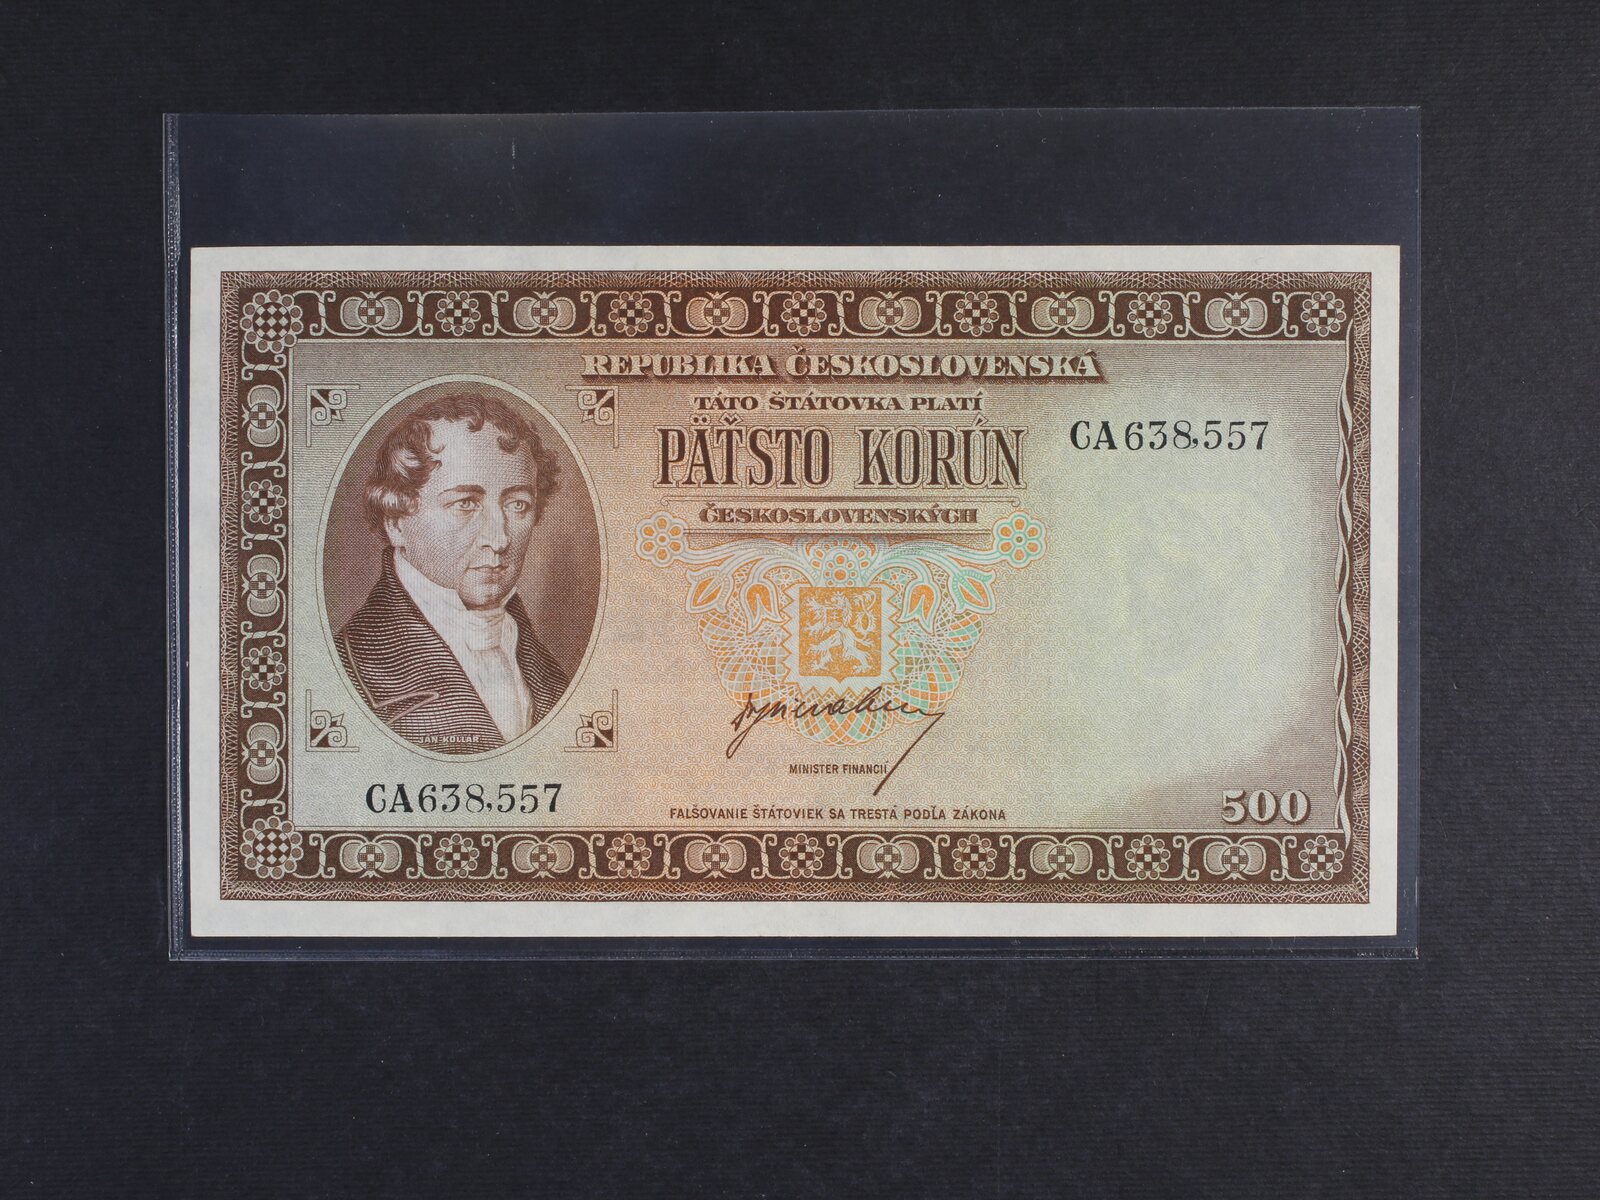 REPUBLIKA ČESKOSLOVENSKÁ
TÁTO ŠTÁTOVKA PLATÍ
PÄŤSTO KORÚN
ČESKOSLOVENSKÝCH
CA638,557
JÁN KOLLÁR
MINISTER FINANCIÍ
CA638,557
FALŠOVANIE ŠTÁTOVIEK SA TRESTÁ PODĽA ZÁKONA
500